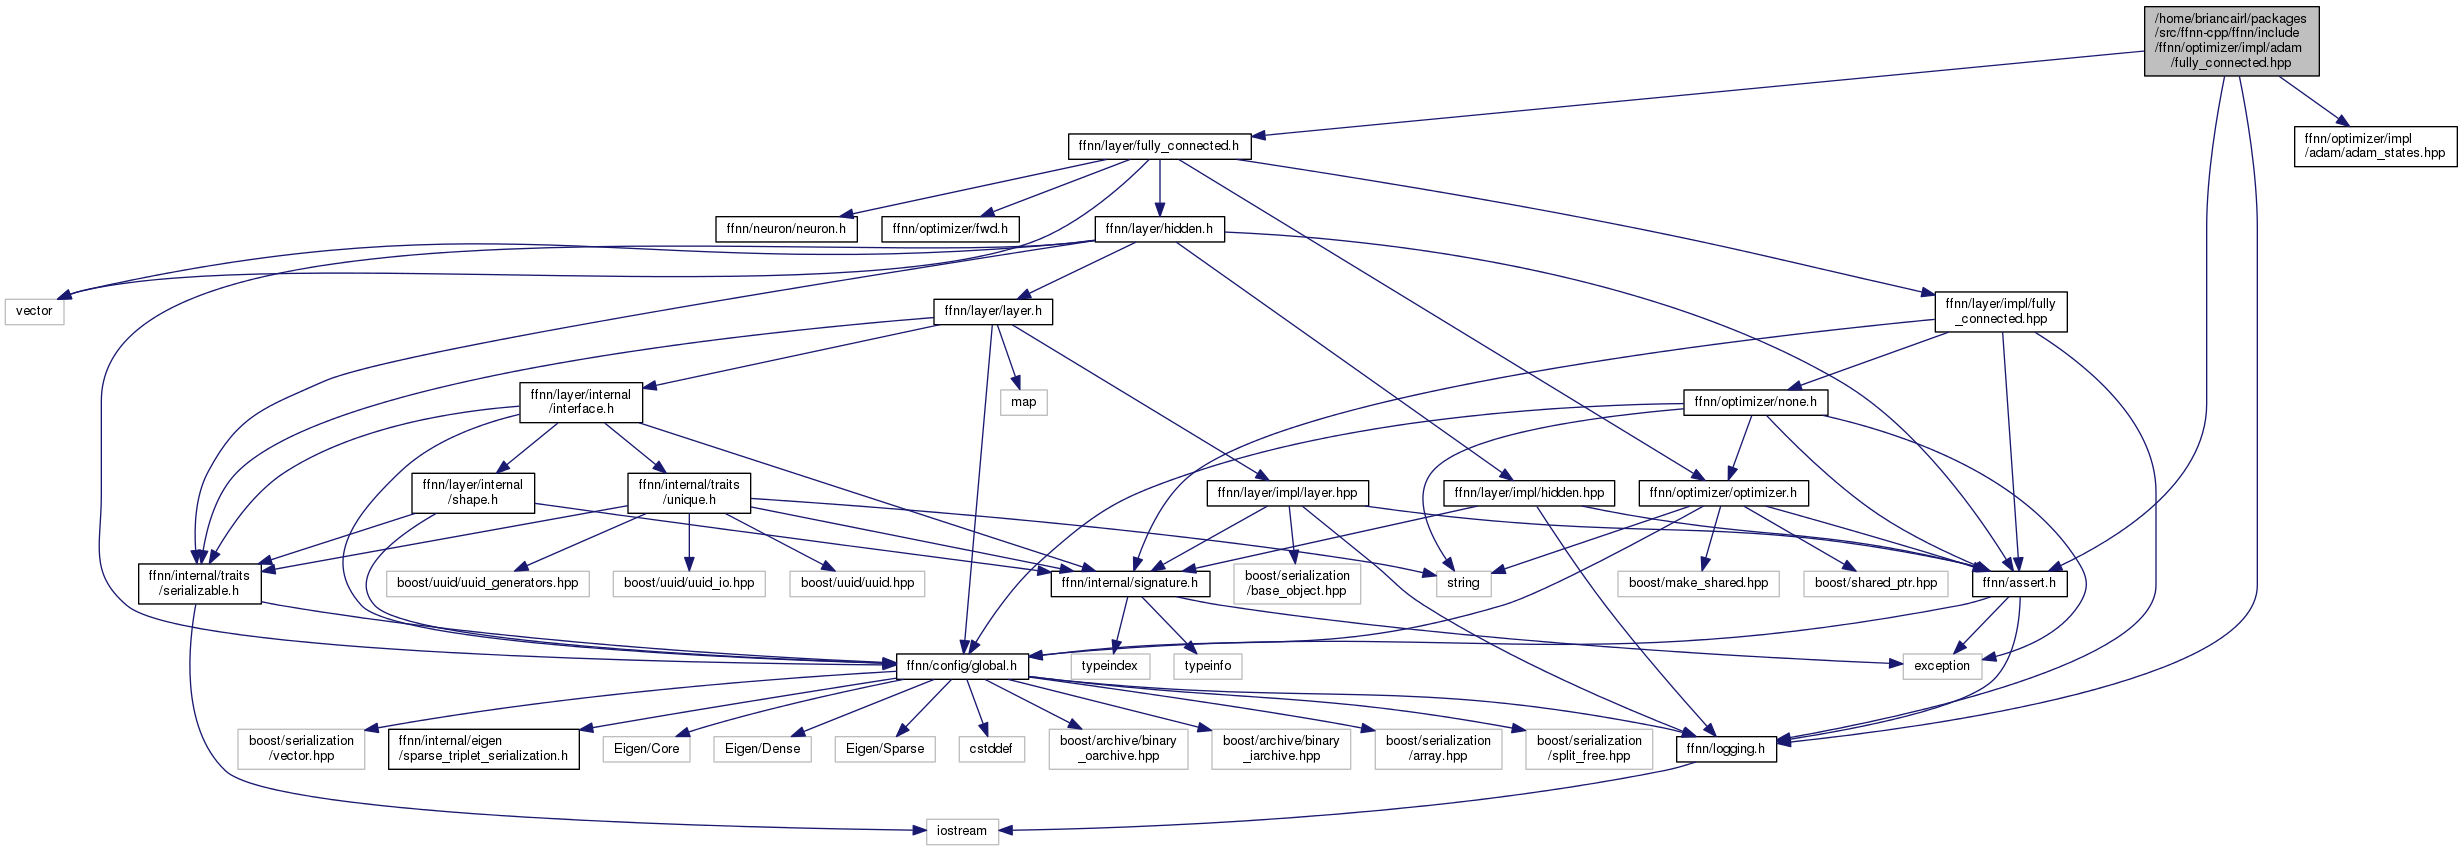 /home/briancairl/packages
/src/ffnn-cpp/ffnn/include
/ffnn/optimizer/impl/adam
/fully_connected.hpp
ffnn/layer/fully_connected.h
ffnn/optimizer/impl
/adam/adam_states.hpp
ffnn/neuron/neuron.h
ffnn/optimizer/fwd.h
ffnn/layer/hidden.h
vector
ffnn/layer/layer.h
ffnn/layer/impl/fully
_connected.hpp
ffnn/layer/internal
/interface.h
map
ffnn/optimizer/none.h
ffnn/layer/internal
/shape.h
ffnn/internal/traits
/unique.h
ffnn/layer/impl/layer.hpp
ffnn/layer/impl/hidden.hpp
ffnn/optimizer/optimizer.h
ffnn/internal/traits
/serializable.h
boost/uuid/uuid_generators.hpp
boost/uuid/uuid_io.hpp
boost/uuid/uuid.hpp
ffnn/internal/signature.h
boost/serialization
/base_object.hpp
string
boost/make_shared.hpp
boost/shared_ptr.hpp
ffnn/assert.h
ffnn/config/global.h
typeindex
typeinfo
exception
boost/serialization
/vector.hpp
ffnn/internal/eigen
/sparse_triplet_serialization.h
Eigen/Core
Eigen/Dense
Eigen/Sparse
cstddef
boost/archive/binary
_oarchive.hpp
boost/archive/binary
_iarchive.hpp
boost/serialization
/array.hpp
boost/serialization
/split_free.hpp
ffnn/logging.h
iostream